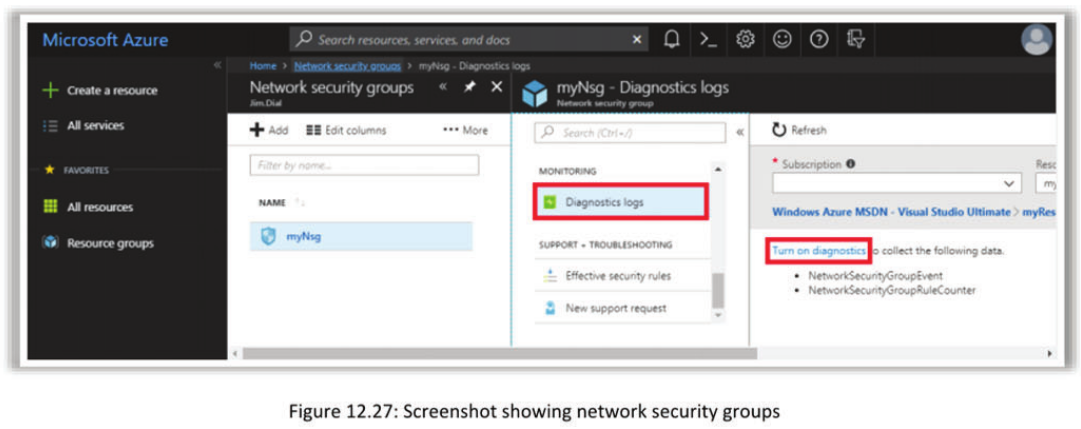 Microsoft Azure
Search resources, services, and docs
Home > Network security groups > myNsg - Diagnostics logs
Create a resource
All services
FAVORITES
All resources
Resource groups
Network security groups
Jim.Dial
Add Edit columns ••• More
Filter by name...
NAME
myNsg
myNsg - Diagnostics logs
Network security group
Search (Ctrl+/)
MONITORING
Diagnostics logs
SUPPORT + TROUBLESHOOTING
Effective security rules
New support request
Refresh
* Subscription
Resc
my
Windows Azure MSDN - Visual Studio Ultimate > myRes
Turn on diagnostics o collect the following data.
• NetworkSecurityGroupEvent
• NetworkSecurityGroupRuleCounter
Figure 12.27: Screenshot showing network security groups